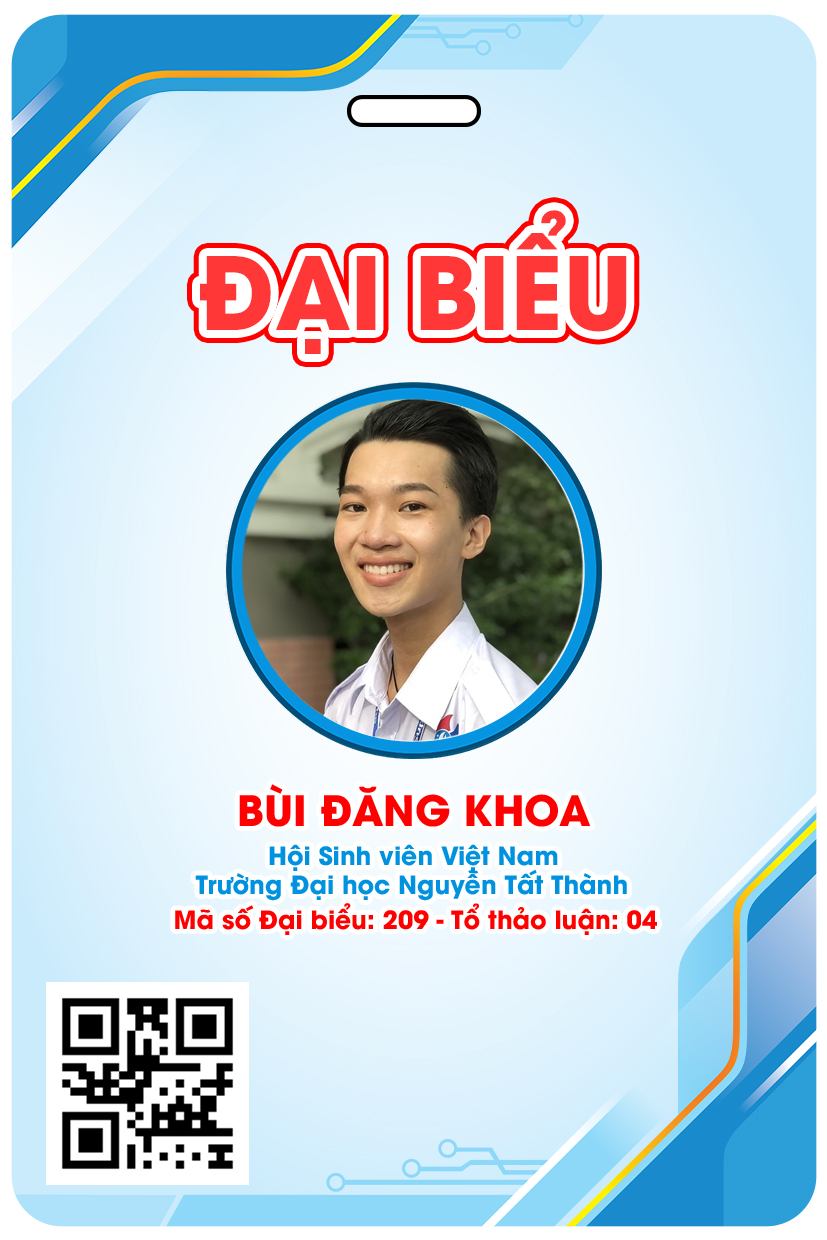 ĐẠI BIỂU
BÙI ĐĂNG KHOA
Hội Sinh viên Việt Nam
Trường Đại học Nguyễn Tất Thành
Mã số Đại biểu: 209 - Tổ thảo luận: 04